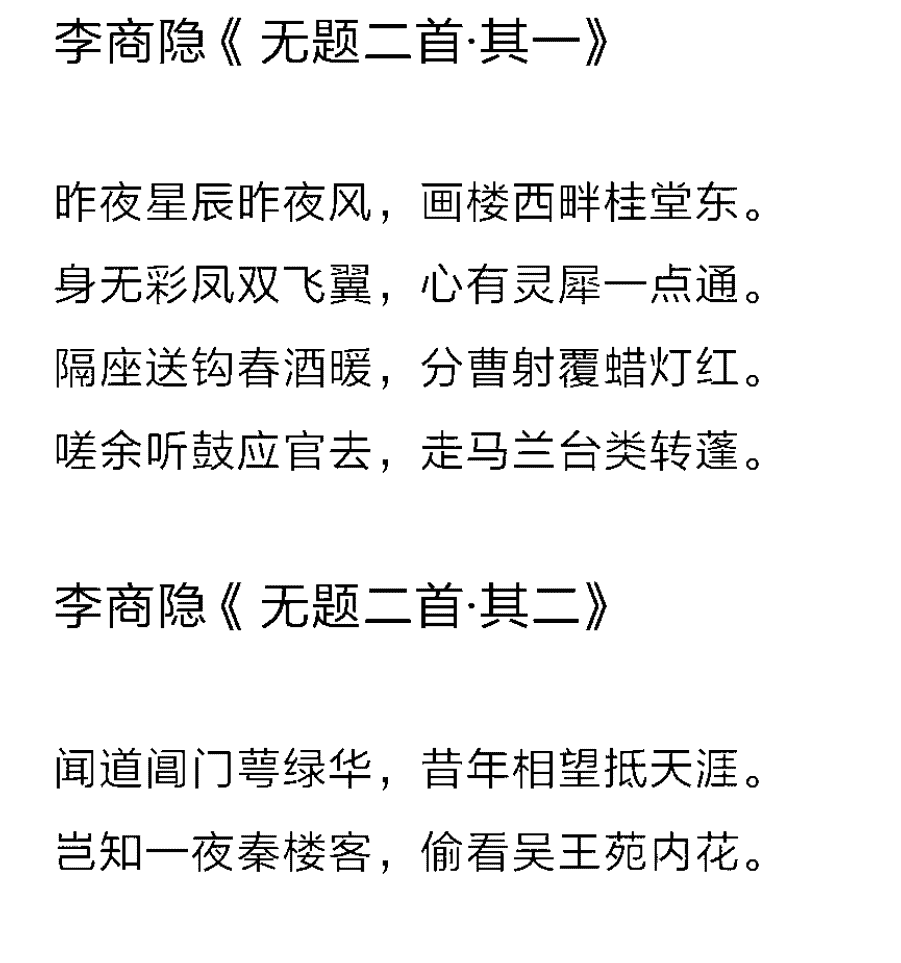 李商隐《 无题二首·其一》
昨夜星辰昨夜风，画楼西畔桂堂东。
身无彩凤双飞翼，心有灵犀一点通。
隔座送钩春酒暖，分曹射覆蜡灯红。
嗟余听鼓应官去，走马兰台类转蓬。
李商隐《 无题二首·其二》
闻道阊门萼绿华，昔年相望抵天涯。
岂知一夜秦楼客，偷看吴王苑内花。